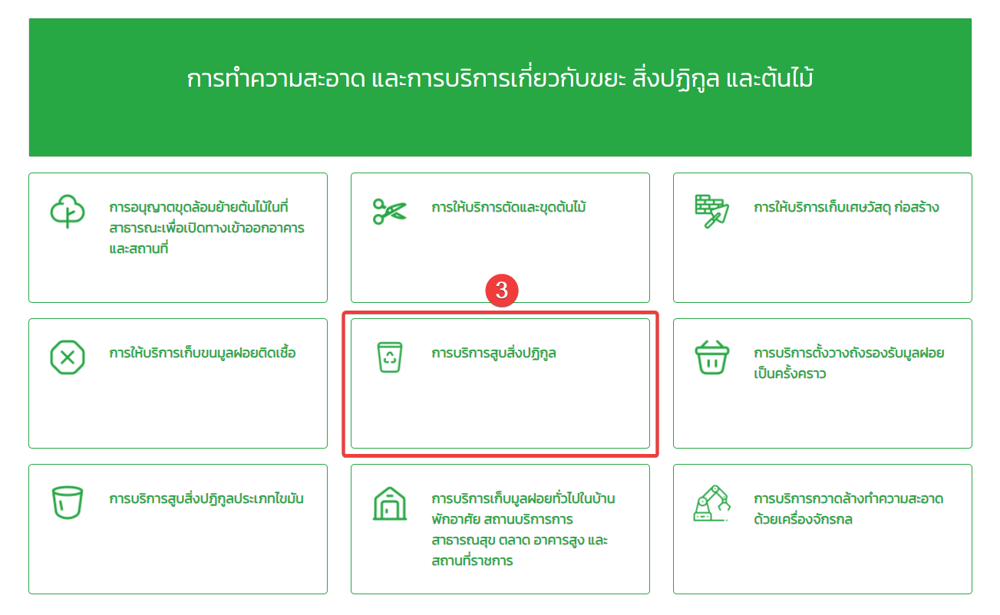 การทำความสะอาด และการบริการเกี่ยวกับขยะ สิ่งปฏิกูล และต้นไม้
การอนุญาตขุดล้อมย้ายต้นไม้ในที่
สาธารณะเพื่อเปิดทางเข้าออกอาคาร
และสถานที่
การให้บริการตัดและขุดต้นไม้
การให้บริการเก็บเศษวัสดุ ก่อสร้าง
การให้บริการเก็บขนมูลฝอยติดเชื้อ
3
การบริการสูบสิ่งปฏิกูล
การบริการตั้งวางถังรองรับมูลฝอย
เป็นครั้งคราว
การบริการสูบสิ่งปฏิกูลประเภทไขมัน
การบริการเก็บมูลฝอยทั่วไปในบ้าน
พักอาศัย สถานบริการการ
สาธารณสุข ตลาด อาคารสูง และ
สถานที่ราชการ
การบริการกวาดล้างทำความสะอาด
ด้วยเครื่องจักรกล